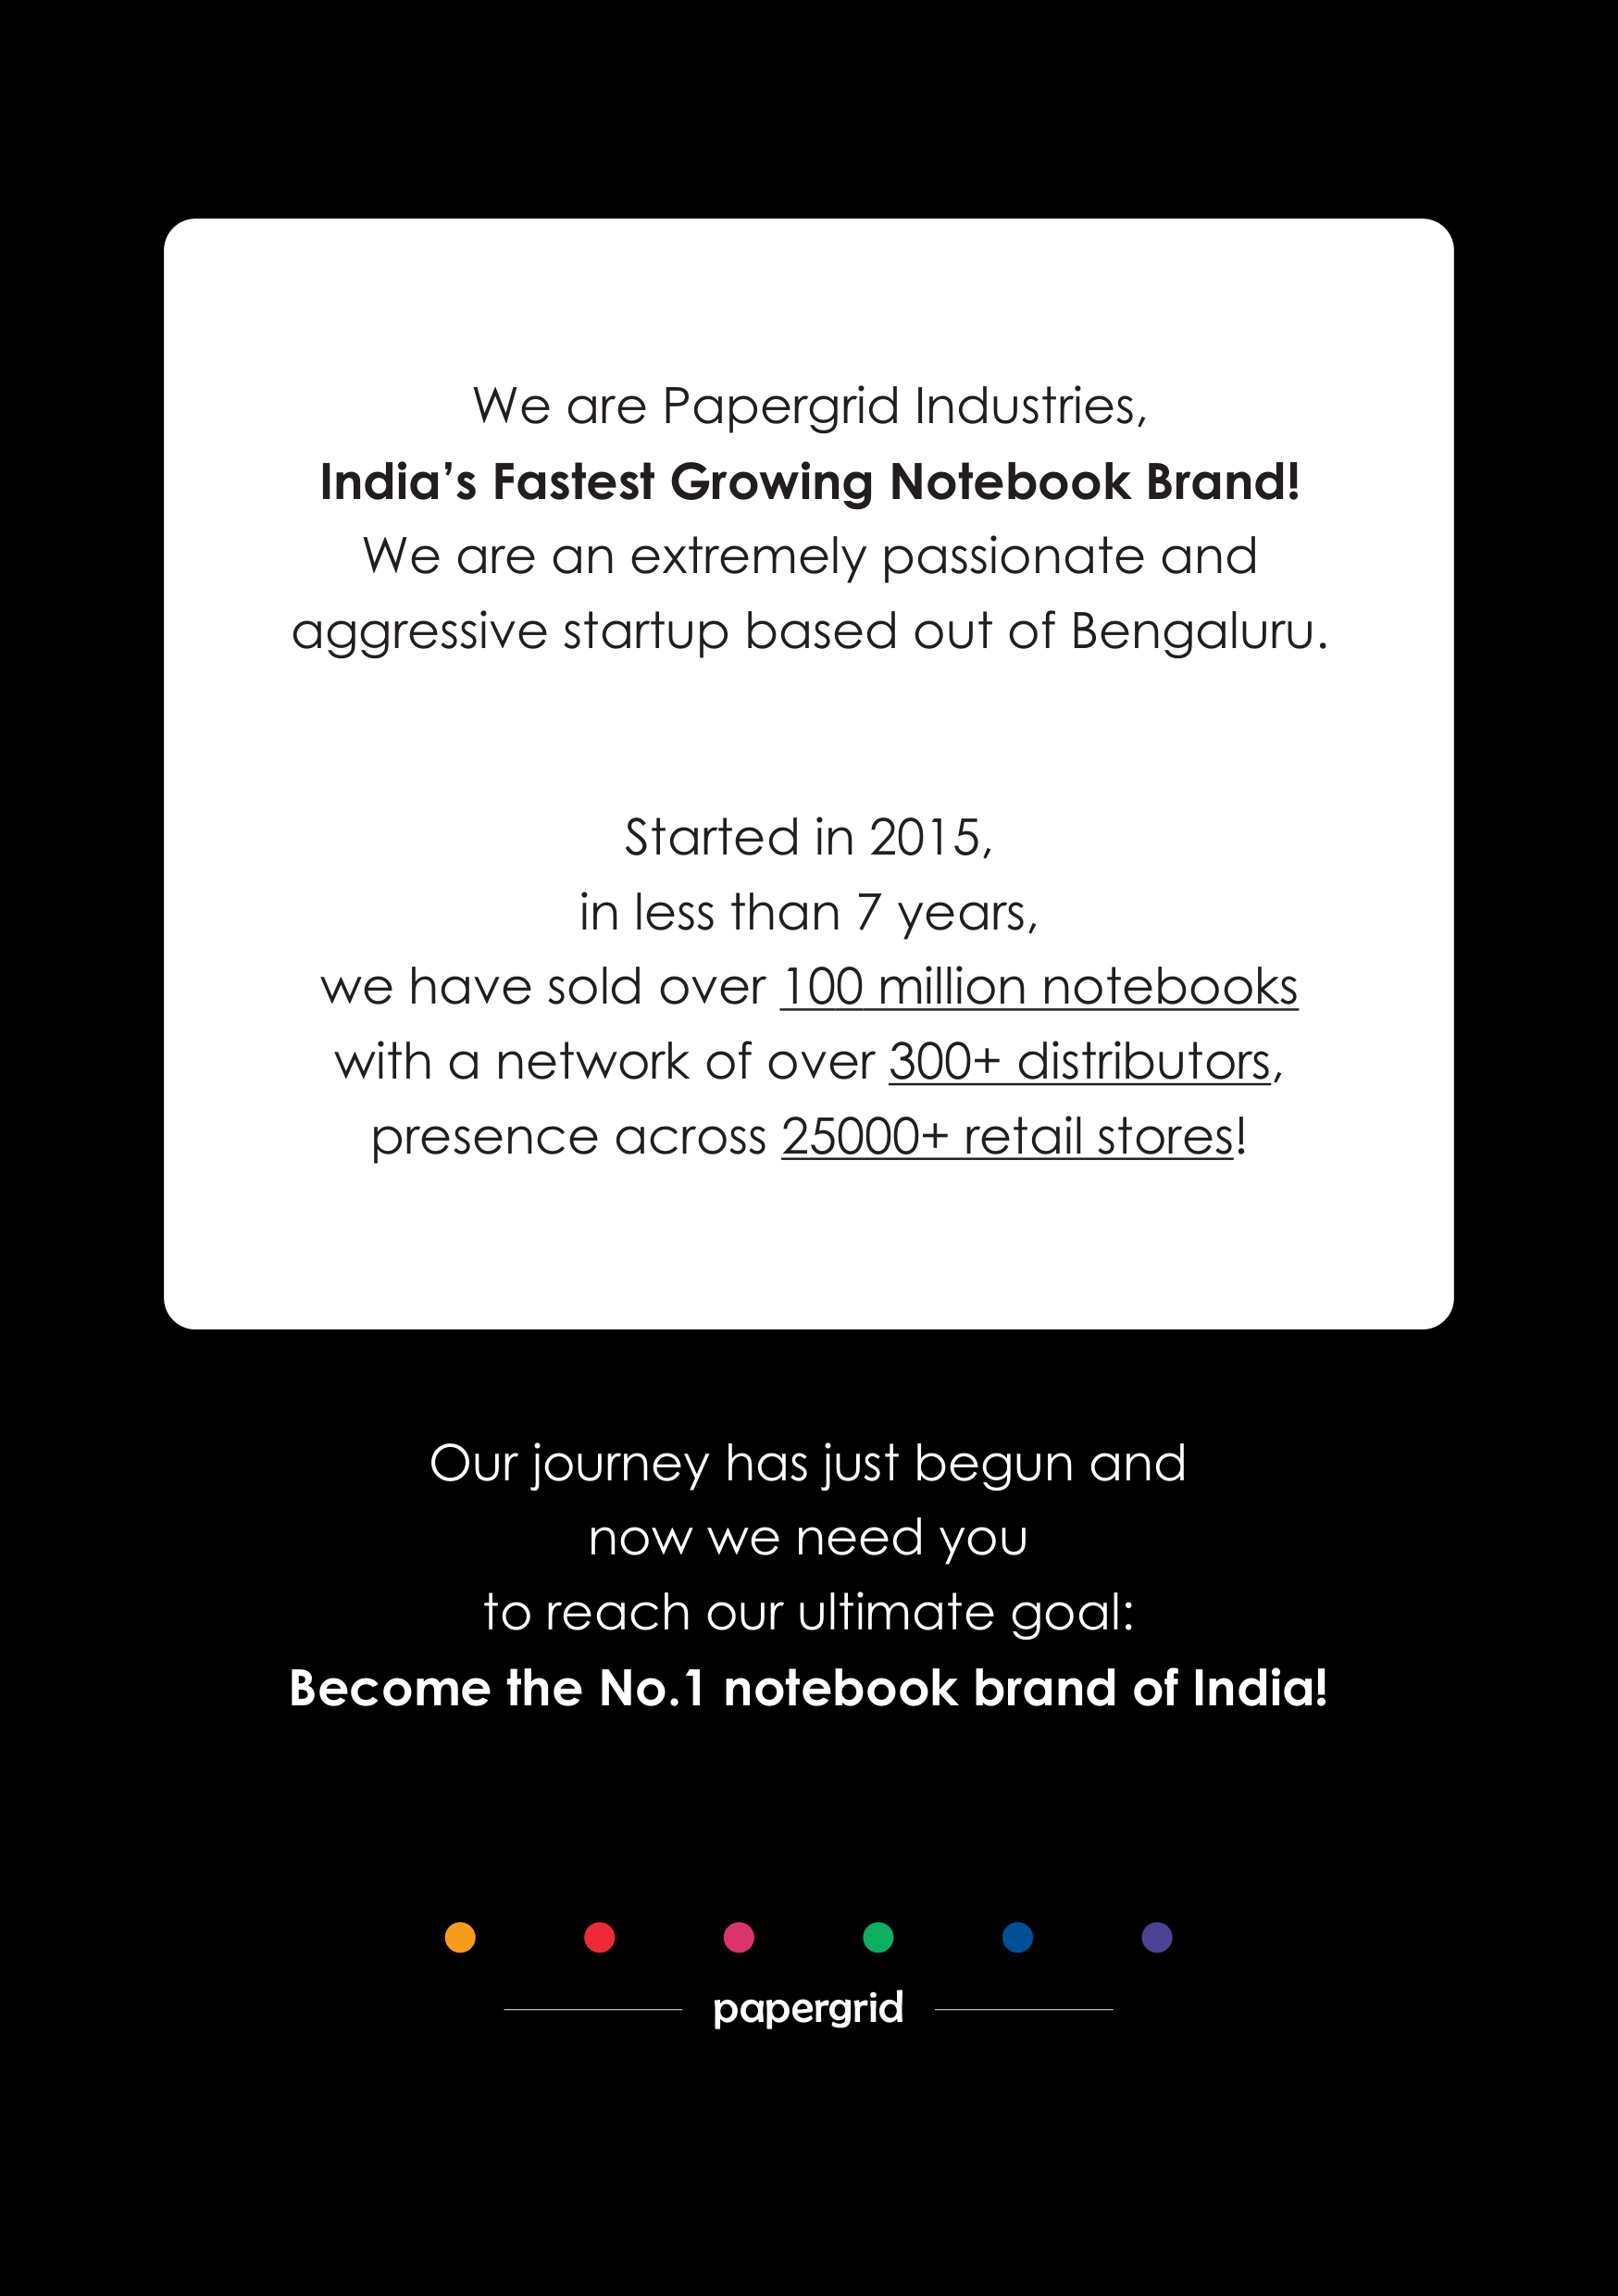 We are Papergrid Industries,
India’s Fastest Growing Notebook Brand!
We are an extremely passionate and
aggressive startup based out of Bengaluru.
Started in 2015,
in less than 7 years,
we have sold over 100 million notebooks
with a network of over 300+ distributors,
presence across 25000+ retail stores!
Our journey has just begun and
now we need you
to reach our ultimate goal:
Become the No.1 notebook brand of India!
papergrid